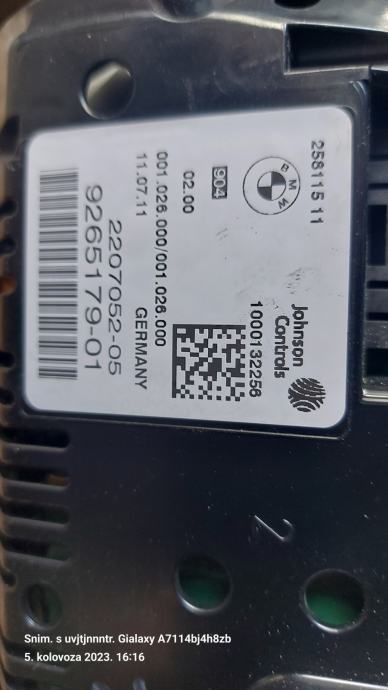 258115 11
BMW
904
Johnson
Controls
02.00
1000132256
001.026.000/001.026.000
11.07.11
GERMANY
2207052-05
9265179-01
2
Snim. s uvjtjnnntr. Gialaxy A7114bj4h8zb
5. kolovoza 2023. 16:16